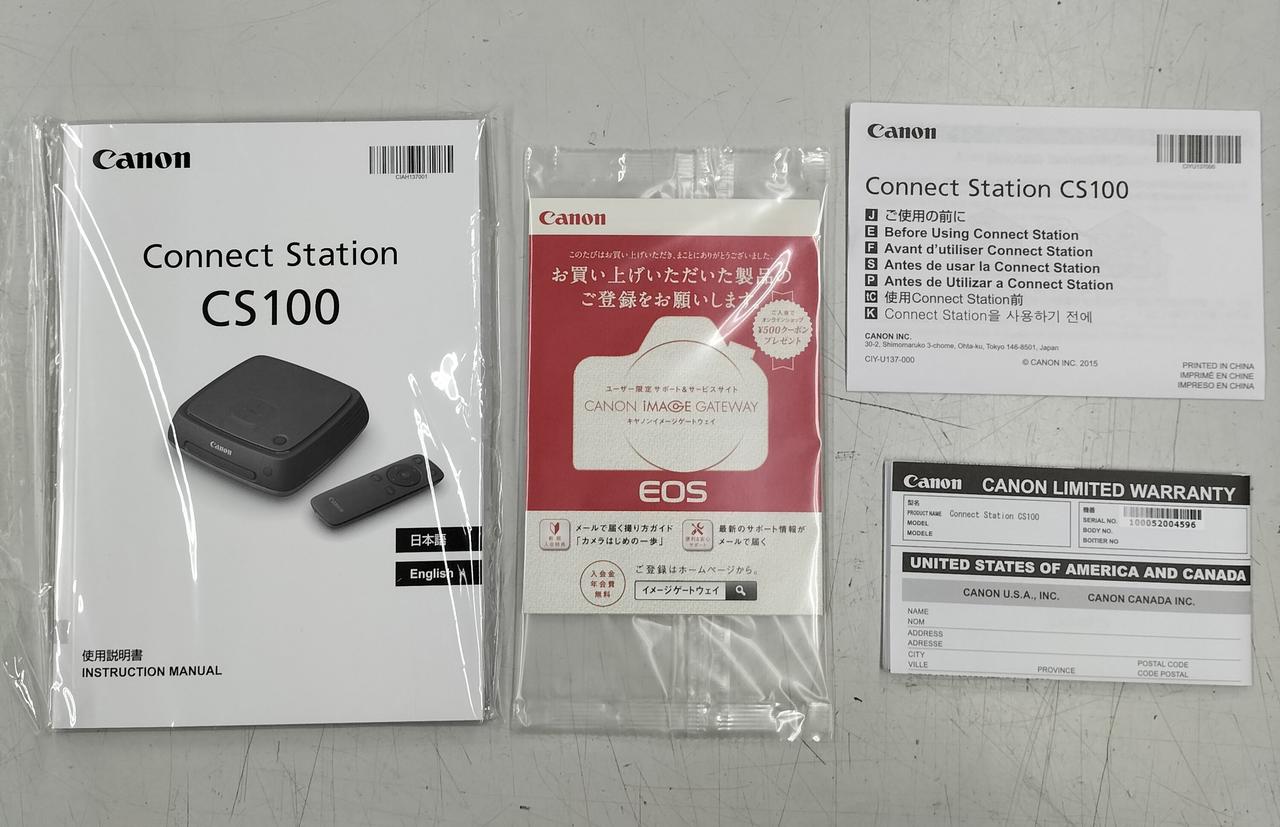 Canon
CIAH137001
Connect Station
CS100
Canon
Canon
日本語
English
使用説明書
INSTRUCTION MANUAL
Canon
このたびはお買い上げいただき、まことにありがとうございました。
お買い上げいただいた製品の
ご登録をお願いします。
ご入会で
オンラインショップ
¥500クーポン
プレゼント
ユーザー限定サポート&サービスサイト
CANON iMAGE GATEWAY
キヤノンイメージゲートウェイ
EOS
メールで届く撮り方ガイド
「カメラはじめの一歩」
最新のサポート情報が
メールで届く
便利&安心
サポート
入会金
年会費
無料
ご登録はホームページから。
イメージゲートウェイ
Canon
CIYU137000
Connect Station CS100
J ご使用の前に
E Before Using Connect Station
F Avant d'utiliser Connect Station
S Antes de usar la Connect Station
P Antes de Utilizar a Connect Station
C 使用Connect Station前
K Connect Station을 사용하기 전에
CANON INC.
30-2, Shimomaruko 3-chome, Ohta-ku, Tokyo 146-8501, Japan
CIY-U137-000 © CANON INC. 2015
PRINTED IN CHINA
IMPRIMÉ EN CHINE
IMPRESO EN CHINA
Canon CANON LIMITED WARRANTY
型名
PRODUCT NAME Connect Station CS100
MODEL
MODELE
機番
SERIAL NO. 100052004596
BODY NO.
BOITIER NO
UNITED STATES OF AMERICA AND CANADA
CANON U.S.A., INC. CANON CANADA INC.
NAME
NOM
ADDRESS
ADRESSE
CITY
VILLE
PROVINCE
POSTAL CODE
CODE POSTAL